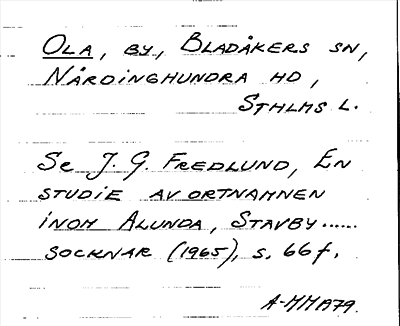 Ola, by, Bladåkers sn,
Närdinghundra hd,
Sthlms l.
Se J. G. Fredlund, En
studie av ortnamnen
inom Alunda, Stavby......
socknar (1965), s. 66 f.
A-MMA79.